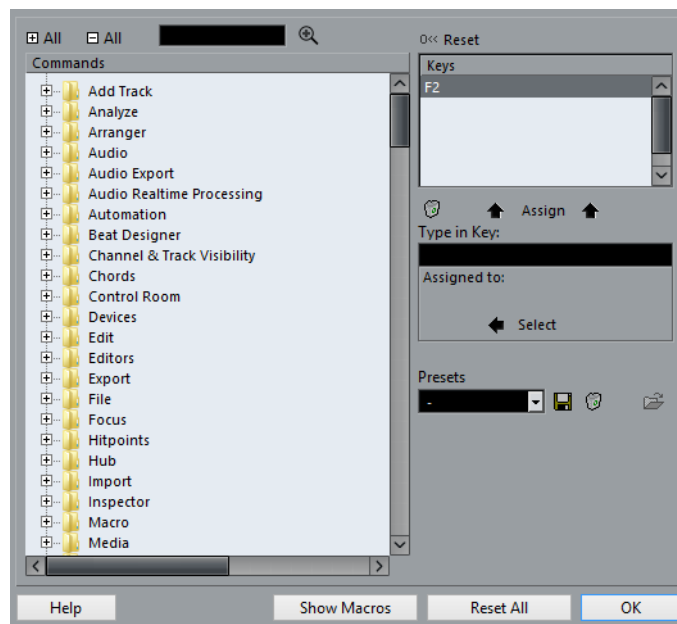 All All
Reset
Commands
Keys
F2
Add Track
Analyze
Arranger
Audio
Audio Export
Audio Realtime Processing
Automation
Beat Designer
Channel & Track Visibility
Chords
Control Room
Devices
Edit
Editors
Export
File
Focus
Hitpoints
Hub
Import
Inspector
Macro
Media
Assign
Type in Key:
Assigned to:
Select
Presets
-
Help
Show Macros
Reset All
OK